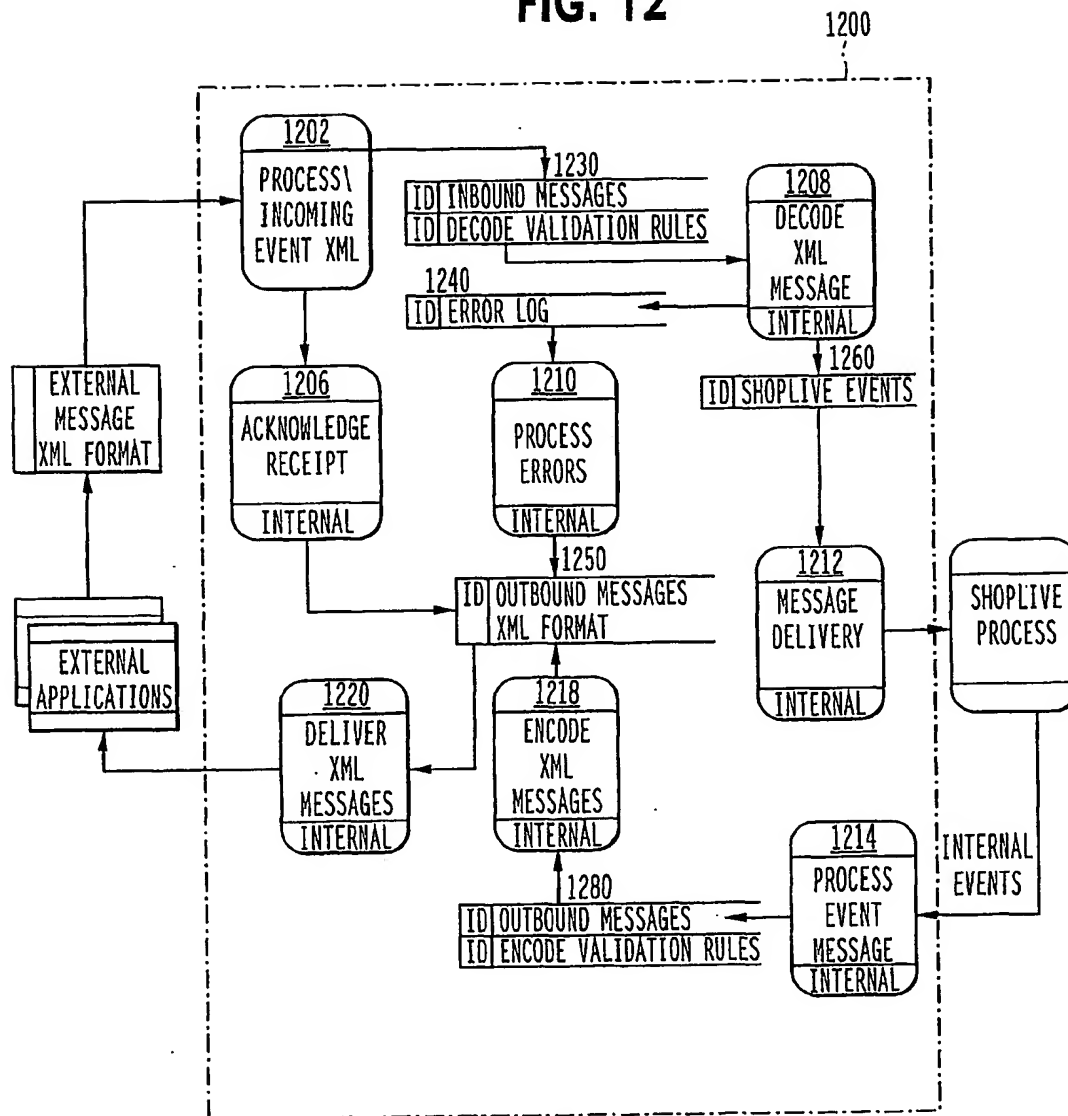 FIG. 12
1200
1202
PROCESS\
INCOMING
EVENT XML
1230
ID INBOUND MESSAGES
ID DECODE VALIDATION RULES
1208
DECODE
XML
MESSAGE
INTERNAL
1240
ID ERROR LOG
1260
ID SHOPLIVE EVENTS
EXTERNAL
MESSAGE
XML FORMAT
1206
ACKNOWLEDGE
RECEIPT
INTERNAL
1210
PROCESS
ERRORS
INTERNAL
1250
ID OUTBOUND MESSAGES
XML FORMAT
1212
MESSAGE
DELIVERY
INTERNAL
SHOPLIVE
PROCESS
EXTERNAL
APPLICATIONS
1220
DELIVER
XML
MESSAGES
INTERNAL
1218
ENCODE
XML
MESSAGES
INTERNAL
1214
PROCESS
EVENT
MESSAGE
INTERNAL
INTERNAL
EVENTS
1280
ID OUTBOUND MESSAGES
ID ENCODE VALIDATION RULES